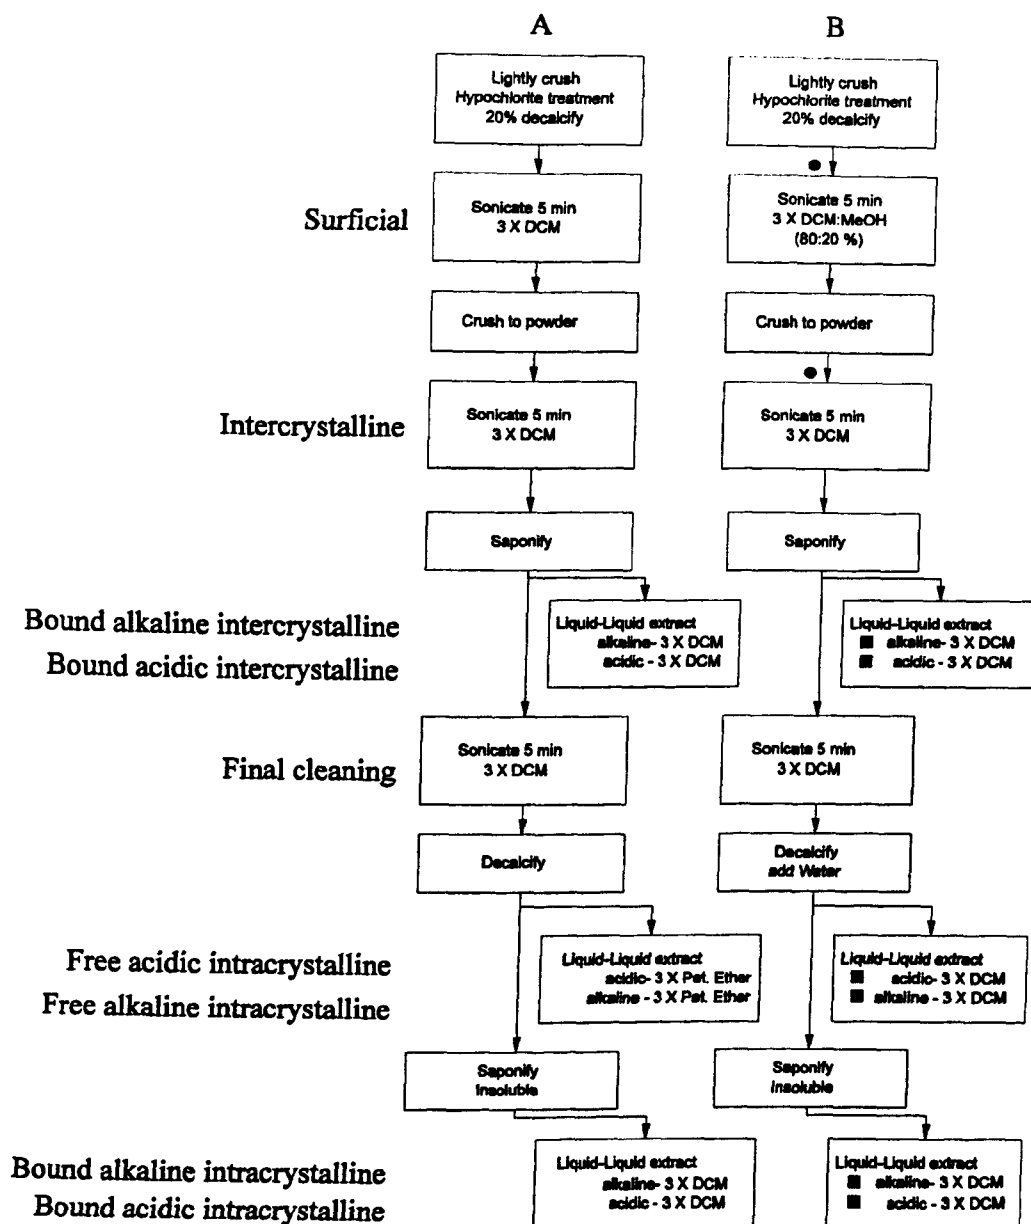 A
B
Lightly crush
Hypochlorite treatment
20% decalcify
Lightly crush
Hypochlorite treatment
20% decalcify
Surficial
Sonicate 5 min
3 X DCM
Sonicate 5 min
3 X DCM:MeOH
(80:20 %)
Crush to powder
Crush to powder
Intercrystalline
Sonicate 5 min
3 X DCM
Sonicate 5 min
3 X DCM
Saponify
Saponify
Bound alkaline intercrystalline
Bound acidic intercrystalline
Liquid-Liquid extract
alkaline- 3 X DCM
acidic - 3 X DCM
Liquid-Liquid extract
alkaline- 3 X DCM
acidic - 3 X DCM
Final cleaning
Sonicate 5 min
3 X DCM
Sonicate 5 min
3 X DCM
Decalcify
Decalcify
add Water
Free acidic intracrystalline
Free alkaline intracrystalline
Liquid-Liquid extract
acidic- 3 X Pet. Ether
alkaline - 3 X Pet. Ether
Liquid-Liquid extract
acidic- 3 X DCM
alkaline - 3 X DCM
Saponify
Insoluble
Saponify
Insoluble
Bound alkaline intracrystalline
Bound acidic intracrystalline
Liquid-Liquid extract
alkaline- 3 X DCM
acidic - 3 X DCM
Liquid-Liquid extract
alkaline- 3 X DCM
acidic - 3 X DCM